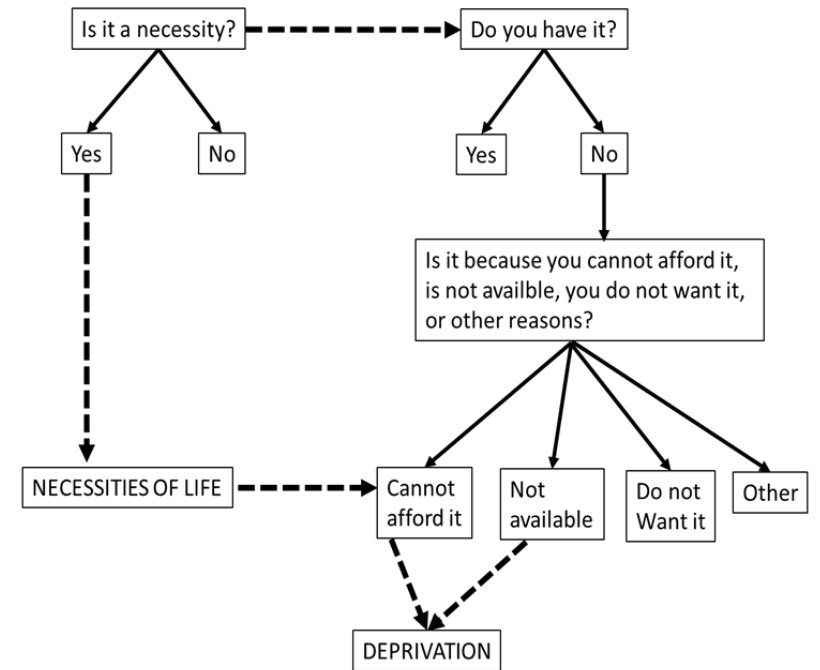 Is it a necessity?
Do you have it?
Yes
No
Yes
No
Is it because you cannot afford it,
is not availble, you do not want it,
or other reasons?
NECESSITIES OF LIFE
Cannot
afford it
Not
available
Do not
Want it
Other
DEPRIVATION